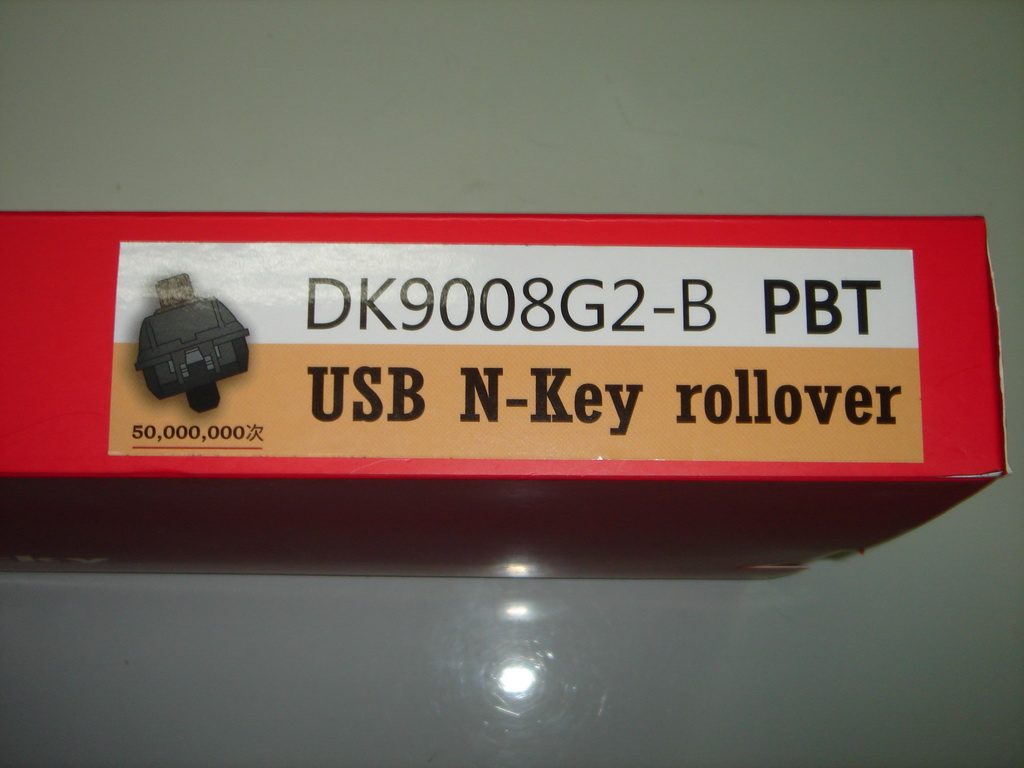 DK9008G2-B PBT
USB N-Key rollover
50,000,000次